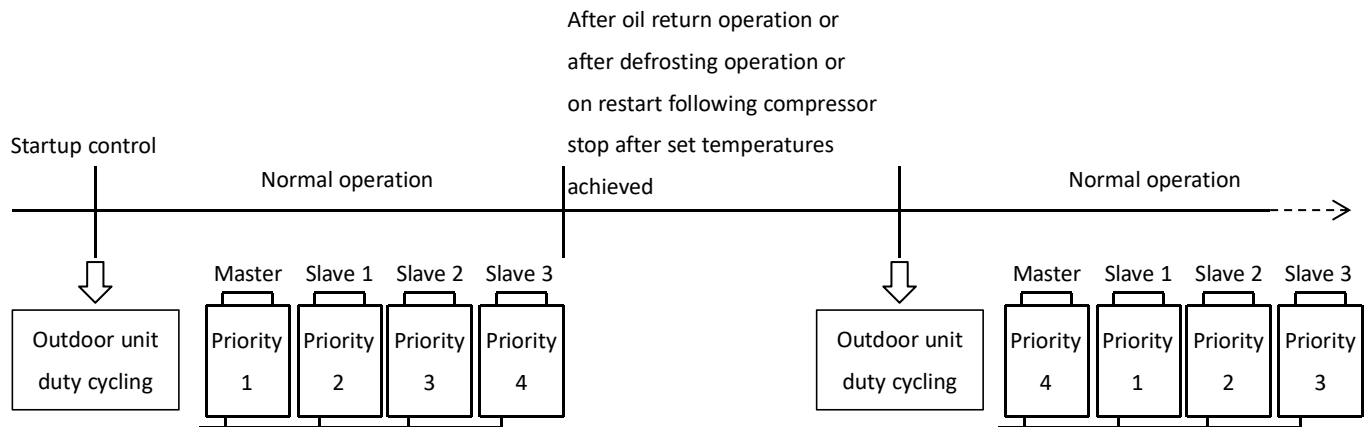 After oil return operation or
after defrosting operation or
on restart following compressor
stop after set temperatures
achieved
Startup control
Normal operation
Normal operation
Master Slave 1 Slave 2 Slave 3
Outdoor unit
duty cycling
Priority Priority Priority Priority
1 2 3 4
Master Slave 1 Slave 2 Slave 3
Outdoor unit
duty cycling
Priority Priority Priority Priority
4 1 2 3